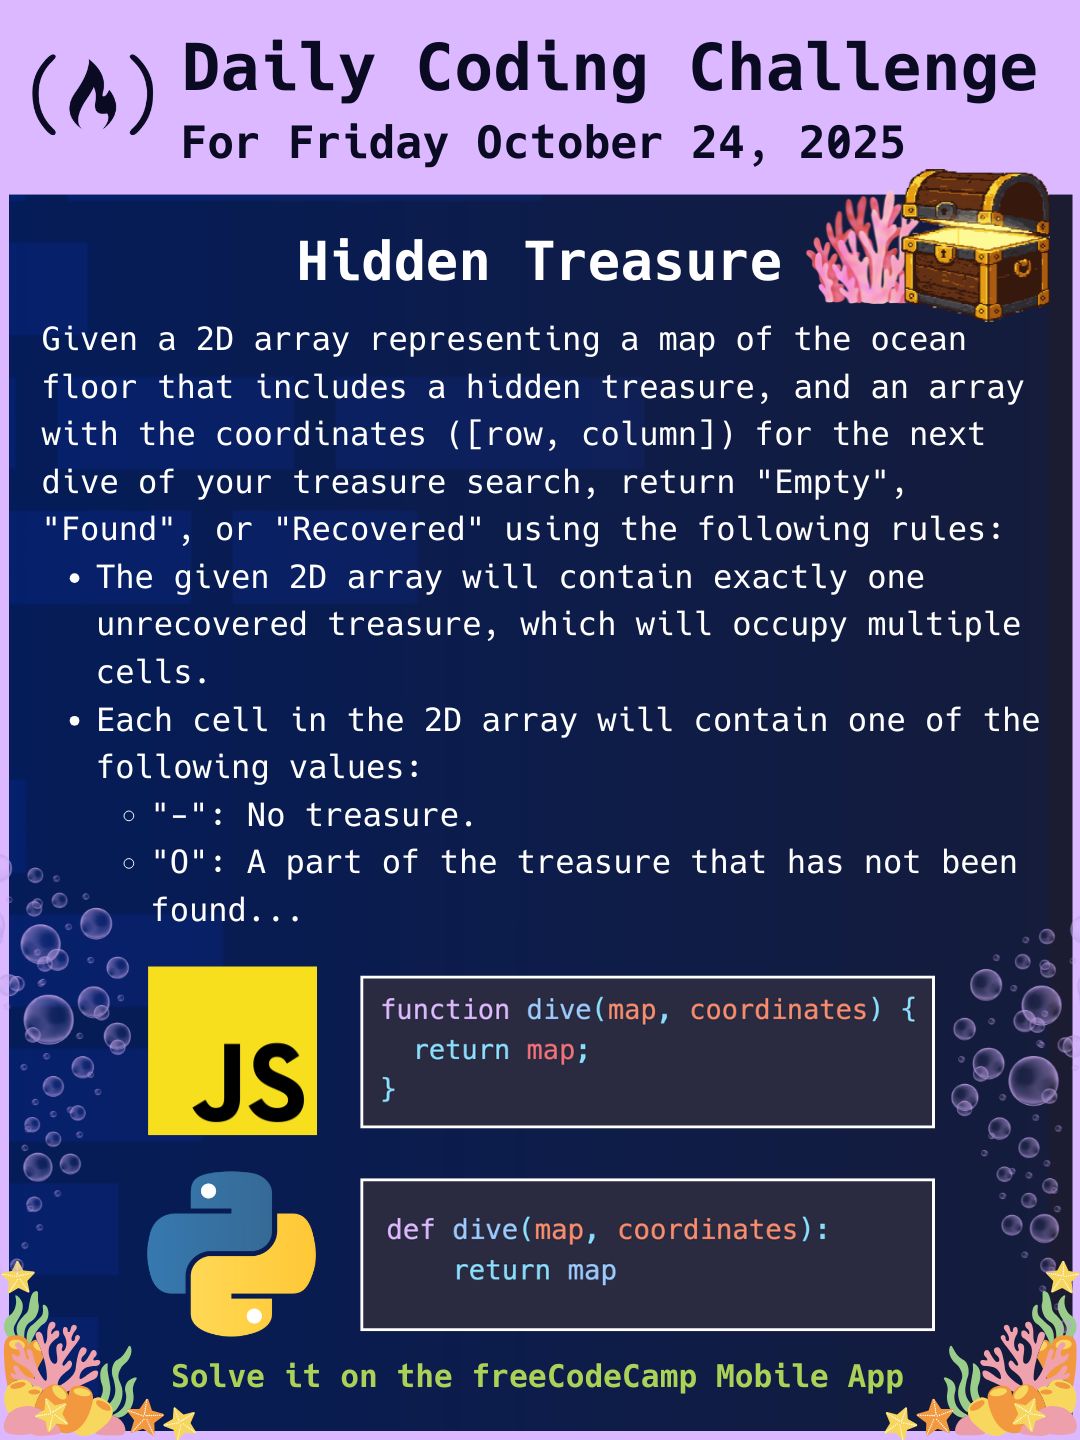 Daily Coding Challenge
For Friday October 24, 2025
Hidden Treasure
Given a 2D array representing a map of the ocean
floor that includes a hidden treasure, and an array
with the coordinates ([row, column]) for the next
dive of your treasure search, return "Empty",
"Found", or "Recovered" using the following rules:
• The given 2D array will contain exactly one
unrecovered treasure, which will occupy multiple
cells.
• Each cell in the 2D array will contain one of the
following values:
◦ "-": No treasure.
◦ "O": A part of the treasure that has not been
found...
JS
function dive(map, coordinates) {
  return map;
}
def dive(map, coordinates):
    return map
Solve it on the freeCodeCamp Mobile App